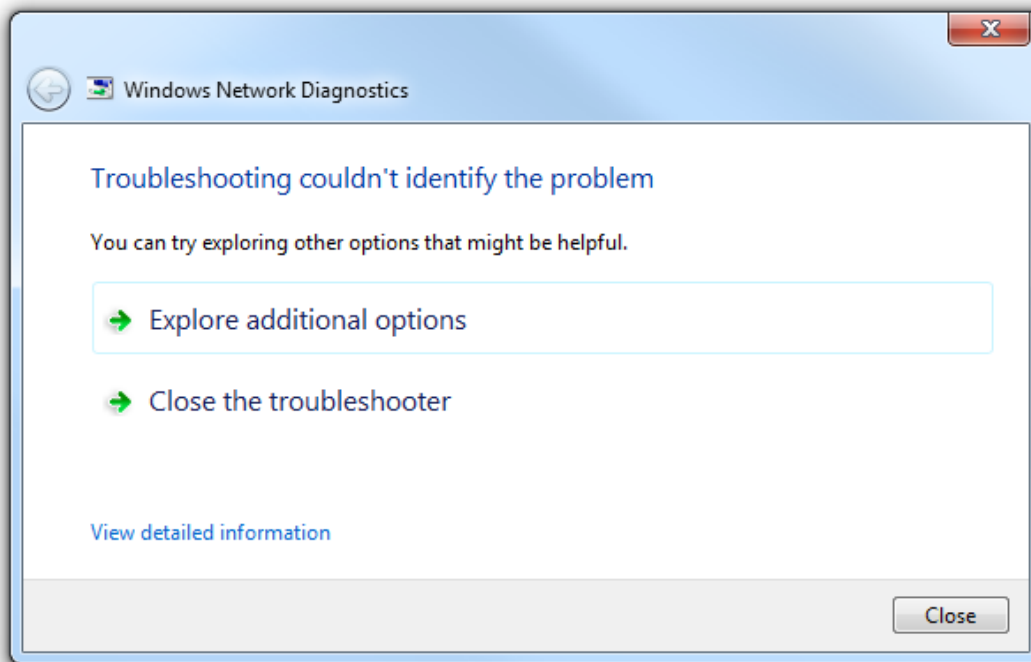 Windows Network Diagnostics
Troubleshooting couldn't identify the problem
You can try exploring other options that might be helpful.
Explore additional options
Close the troubleshooter
View detailed information
Close